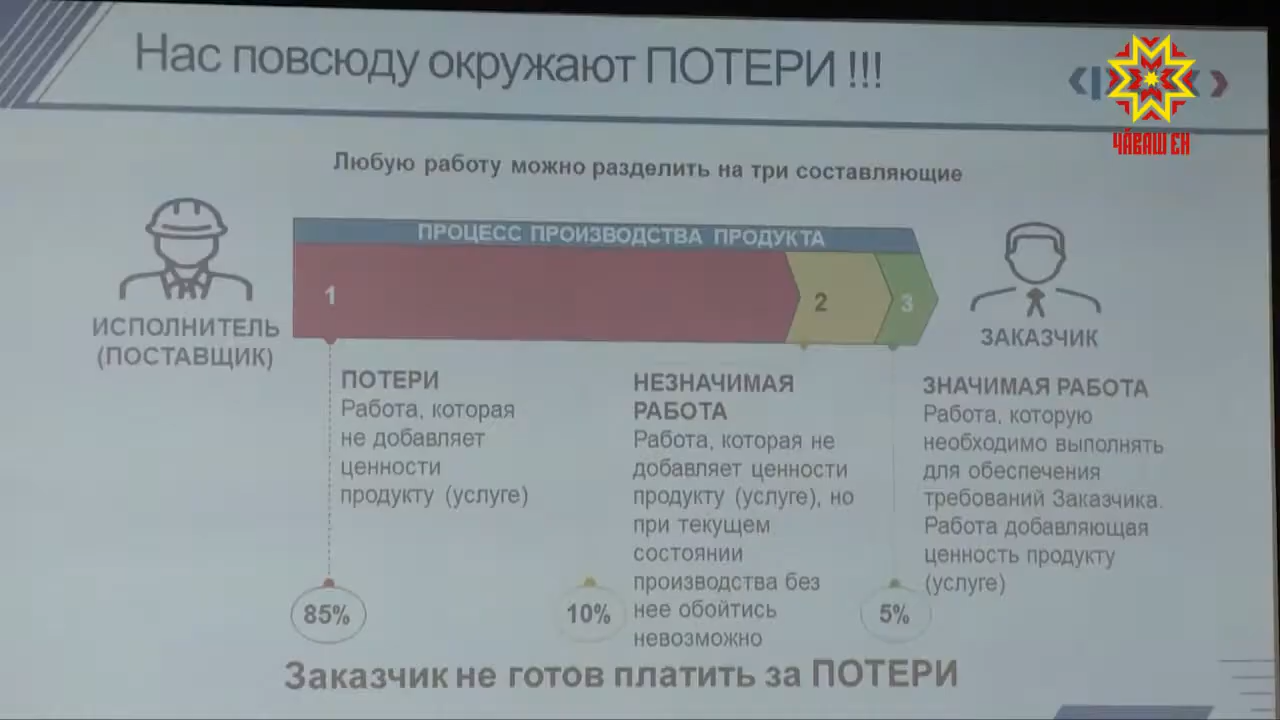 Нас повсюду окружают ПОТЕРИ !!!
ЧӐВАШ ЕН
Любую работу можно разделить на три составляющие
ПРОЦЕСС ПРОИЗВОДСТВА ПРОДУКТА
1
2
3
ИСПОЛНИТЕЛЬ
(ПОСТАВЩИК)
ЗАКАЗЧИК
ПОТЕРИ
Работа, которая
не добавляет
ценности
продукту (услуге)
85%
НЕЗНАЧИМАЯ
РАБОТА
Работа, которая не
добавляет ценности
продукту (услуге), но
при текущем
состоянии
производства без
нее обойтись
невозможно
10%
ЗНАЧИМАЯ РАБОТА
Работа, которую
необходимо выполнять
для обеспечения
требований Заказчика.
Работа добавляющая
ценность продукту
(услуге)
5%
Заказчик не готов платить за ПОТЕРИ